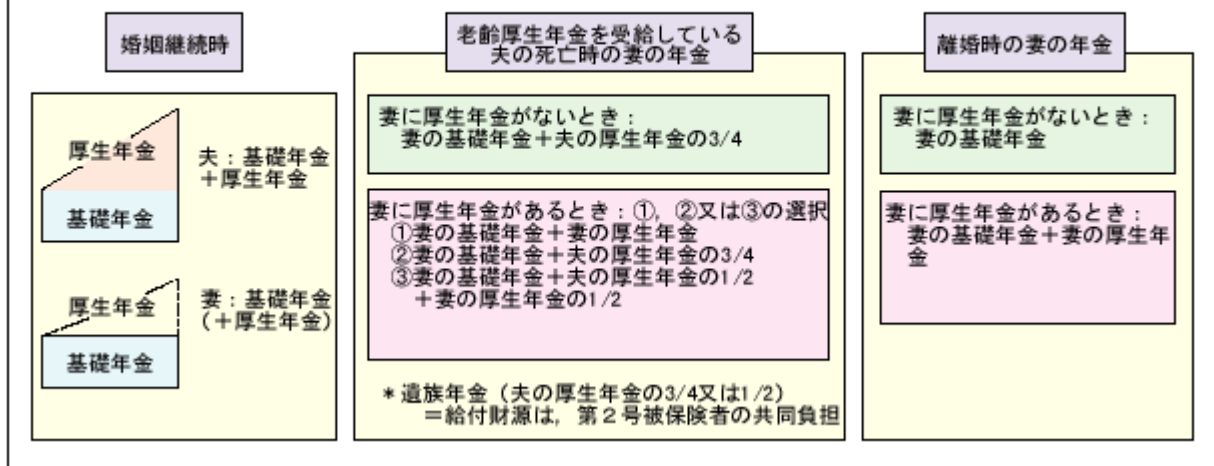 婚姻継続時
厚生年金
基礎年金
夫：基礎年金
＋厚生年金
厚生年金
基礎年金
妻：基礎年金
（＋厚生年金）
老齢厚生年金を受給している
夫の死亡時の妻の年金
妻に厚生年金がないとき：
妻の基礎年金＋夫の厚生年金の3/4
妻に厚生年金があるとき：①，②又は③の選択
①妻の基礎年金＋妻の厚生年金
②妻の基礎年金＋夫の厚生年金の3/4
③妻の基礎年金＋夫の厚生年金の1/2
＋妻の厚生年金の1/2
＊遺族年金（夫の厚生年金の3/4又は1/2）
＝給付財源は，第２号被保険者の共同負担
離婚時の妻の年金
妻に厚生年金がないとき：
妻の基礎年金
妻に厚生年金があるとき：
妻の基礎年金＋妻の厚生年
金